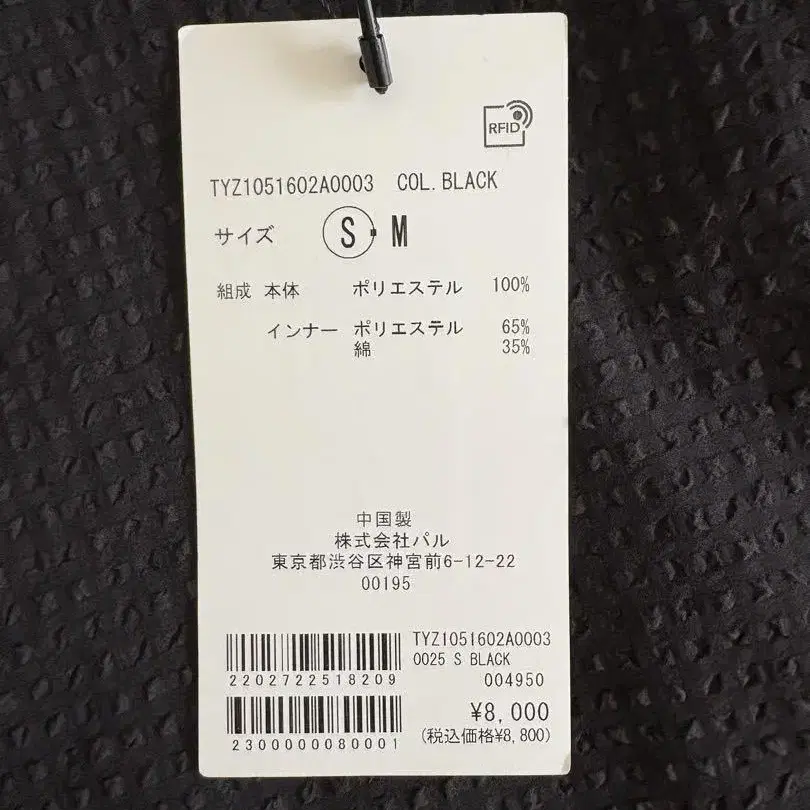 RFID
TYZ1051602A0003 COL.BLACK
サイズ S・M
組成 本体 ポリエステル 100%
インナー ポリエステル 65%
綿 35%
中国製
株式会社パル
東京都渋谷区神宮前6-12-22
00195
TYZ1051602A0003
0025 S BLACK
2202722518209 004950
¥8,000
2300000080001 (税込価格¥8,800)